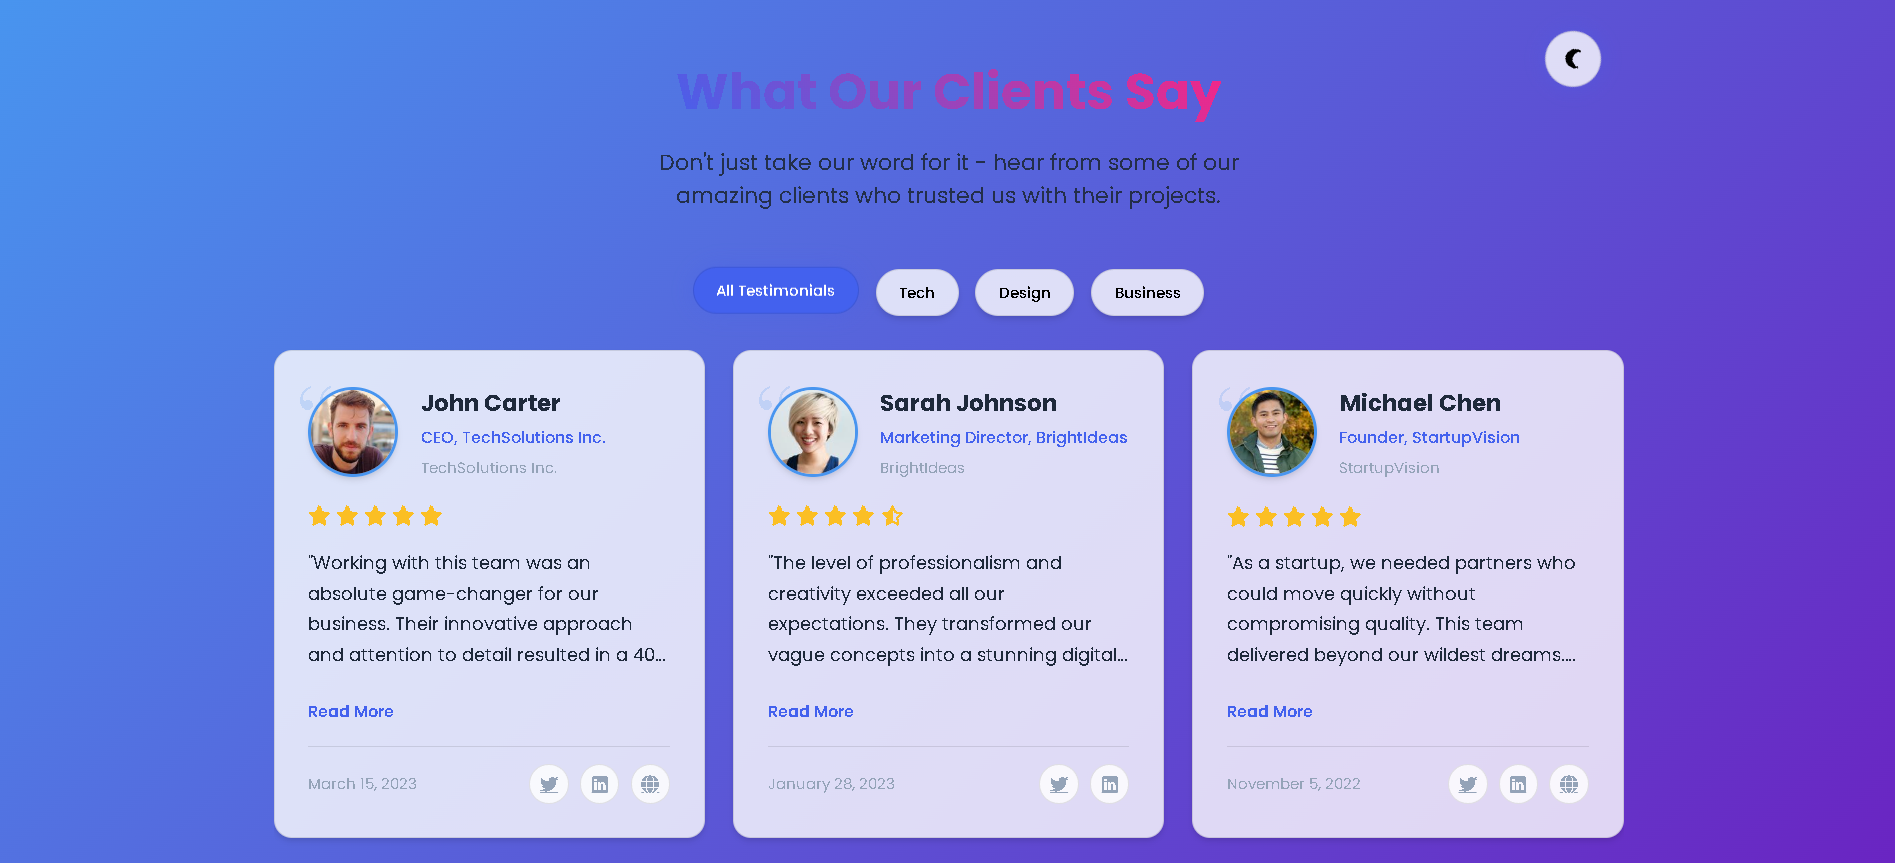 What Our Clients Say
Don't just take our word for it - hear from some of our
amazing clients who trusted us with their projects.
All Testimonials
Tech
Design
Business
“
John Carter
CEO, TechSolutions Inc.
TechSolutions Inc.
"Working with this team was an
absolute game-changer for our
business. Their innovative approach
and attention to detail resulted in a 40...
Read More
March 15, 2023
“
Sarah Johnson
Marketing Director, BrightIdeas
BrightIdeas
"The level of professionalism and
creativity exceeded all our
expectations. They transformed our
vague concepts into a stunning digital...
Read More
January 28, 2023
“
Michael Chen
Founder, StartupVision
StartupVision
"As a startup, we needed partners who
could move quickly without
compromising quality. This team
delivered beyond our wildest dreams....
Read More
November 5, 2022